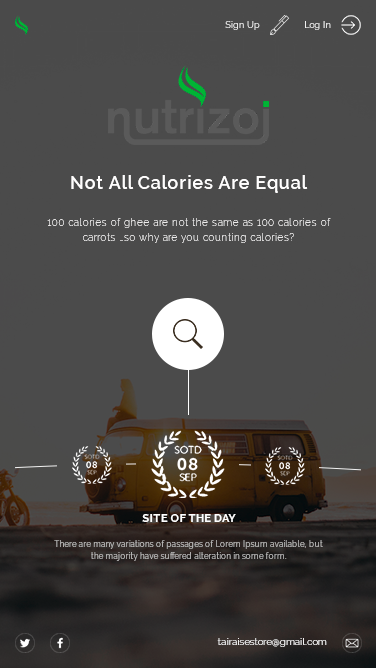 Sign Up
Log In
nutrizoj
Not All Calories Are Equal
100 calories of ghee are not the same as 100 calories of
carrots ..so why are you counting calories?
SOTD
08
SEP
SOTD
08
SEP
SOTD
08
SEP
SITE OF THE DAY
There are many variations of passages of Lorem Ipsum available, but
the majority have suffered alteration in some form.
tairaisestore@gmail.com